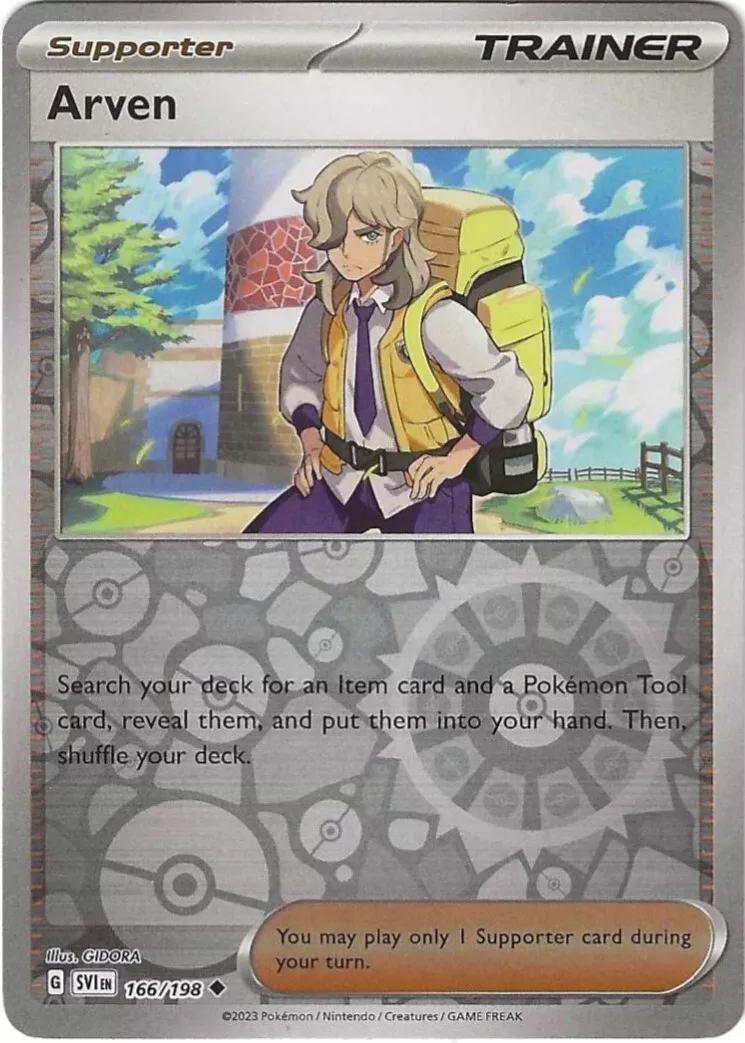 Supporter TRAINER
Arven
Search your deck for an Item card and a Pokémon Tool
card, reveal them, and put them into your hand. Then,
shuffle your deck.
You may play only 1 Supporter card during
your turn.
Illus. GIDORA
G SVI EN 166/198
©2023 Pokémon / Nintendo / Creatures / GAME FREAK